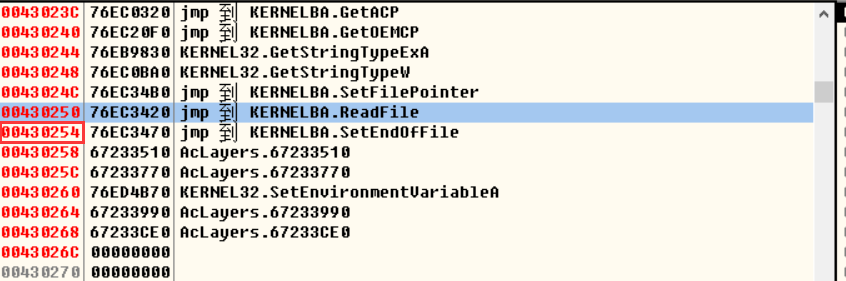 0043023C 76EC0320 jmp 到 KERNELBA.GetACP
00430240 76EC20F0 jmp 到 KERNELBA.GetOEMCP
00430244 76EB9830 KERNEL32.GetStringTypeExA
00430248 76EC0BA0 KERNEL32.GetStringTypeW
0043024C 76EC34B0 jmp 到 KERNELBA.SetFilePointer
00430250 76EC3420 jmp 到 KERNELBA.ReadFile
00430254 76EC3470 jmp 到 KERNELBA.SetEndOfFile
00430258 67233510 AcLayers.67233510
0043025C 67233770 AcLayers.67233770
00430260 76ED4B70 KERNEL32.SetEnvironmentVariableA
00430264 67233990 AcLayers.67233990
00430268 67233CE0 AcLayers.67233CE0
0043026C 00000000
00430270 00000000